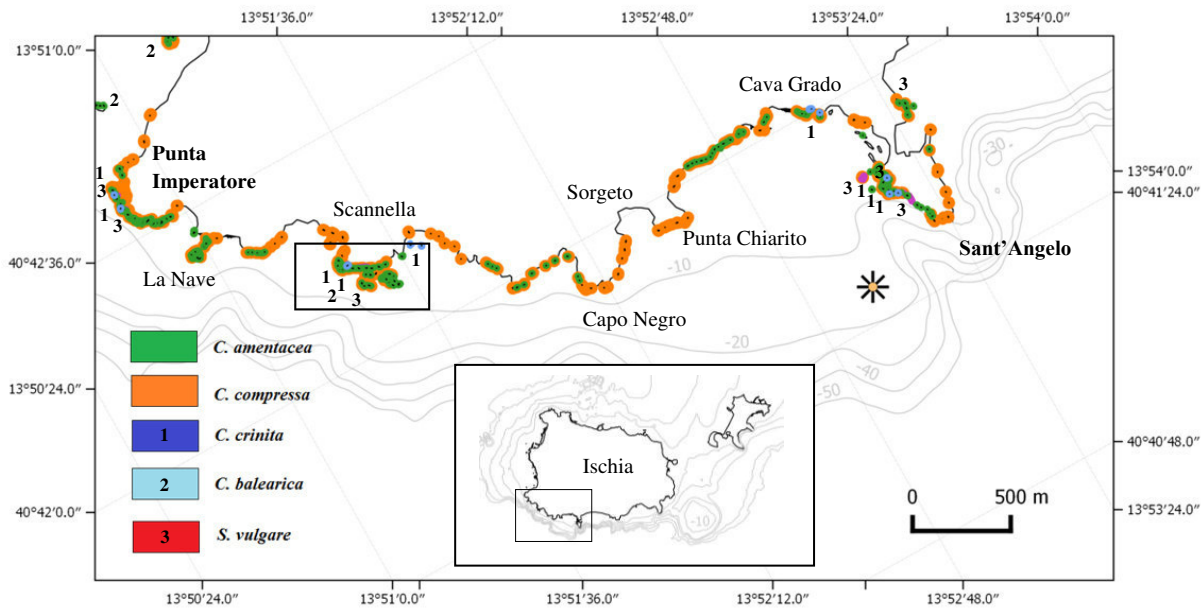 13°51'36.0"
13°52'12.0"
13°52'48.0"
13°53'24.0"
13°54'0.0"
13°51'0.0"
2
2
Cava Grado
3
1
-30
1
Punta
Imperatore
3
1
3
Scannella
Sorgeto
3
3
1
1
1
3
13°54'0.0"
40°41'24.0"
La Nave
1
1
1
2
3
Punta Chiarito
-10
Sant'Angelo
40°42'36.0"
Capo Negro
-20
-40
-50
C. amentacea
C. compressa
1 C. crinita
2 C. balearica
3 S. vulgare
13°50'24.0"
40°42'0.0"
Ischia
-10
0 500 m
40°40'48.0"
13°53'24.0"
13°50'24.0"
13°51'0.0"
13°51'36.0"
13°52'12.0"
13°52'48.0"